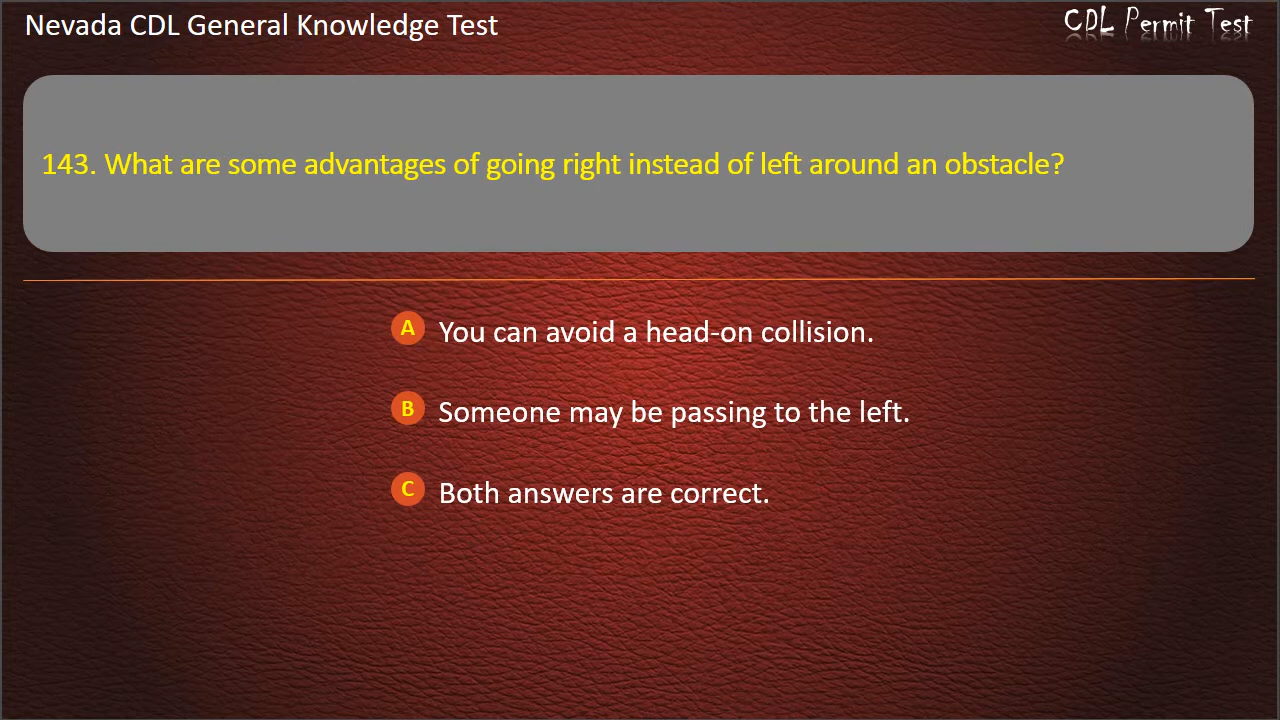 Nevada CDL General Knowledge Test
CDL Permit Test
143. What are some advantages of going right instead of left around an obstacle?
A You can avoid a head-on collision.
B Someone may be passing to the left.
C Both answers are correct.